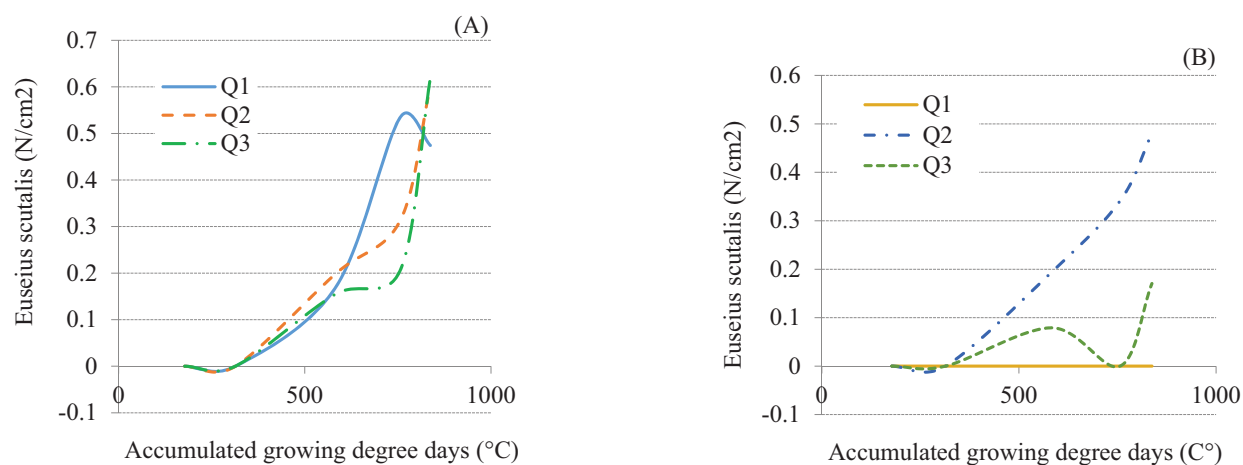 (A)
0.7
0.6
0.5
0.4
0.3
0.2
0.1
0
-0.1
Euseius scutalis (N/cm2)
Q1
Q2
Q3
0
500
1000
Accumulated growing degree days (°C)
(B)
0.6
0.5
0.4
0.3
0.2
0.1
0
-0.1
Euseius scutalis (N/cm2)
Q1
Q2
Q3
0
500
1000
Accumulated growing degree days (C°)